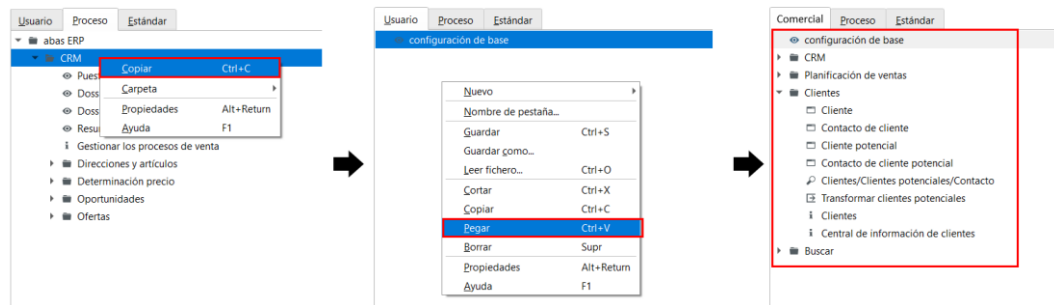 Usuario Proceso Estándar
abas ERP
CRM
Copiar Ctrl+C
Carpeta
Propiedades Alt+Return
Ayuda F1
Puest
Doss
Doss
Resu
Gestionar los procesos de venta
Direcciones y artículos
Determinación precio
Oportunidades
Ofertas
Usuario Proceso Estándar
configuración de base
Nuevo
Nombre de pestaña...
Guardar Ctrl+S
Guardar como...
Leer fichero... Ctrl+O
Cortar Ctrl+X
Copiar Ctrl+C
Pegar Ctrl+V
Borrar Supr
Propiedades Alt+Return
Ayuda F1
Comercial Proceso Estándar
configuración de base
CRM
Planificación de ventas
Clientes
Cliente
Contacto de cliente
Cliente potencial
Contacto de cliente potencial
Clientes/Clientes potenciales/Contacto
Transformar clientes potenciales
Clientes
Central de información de clientes
Buscar